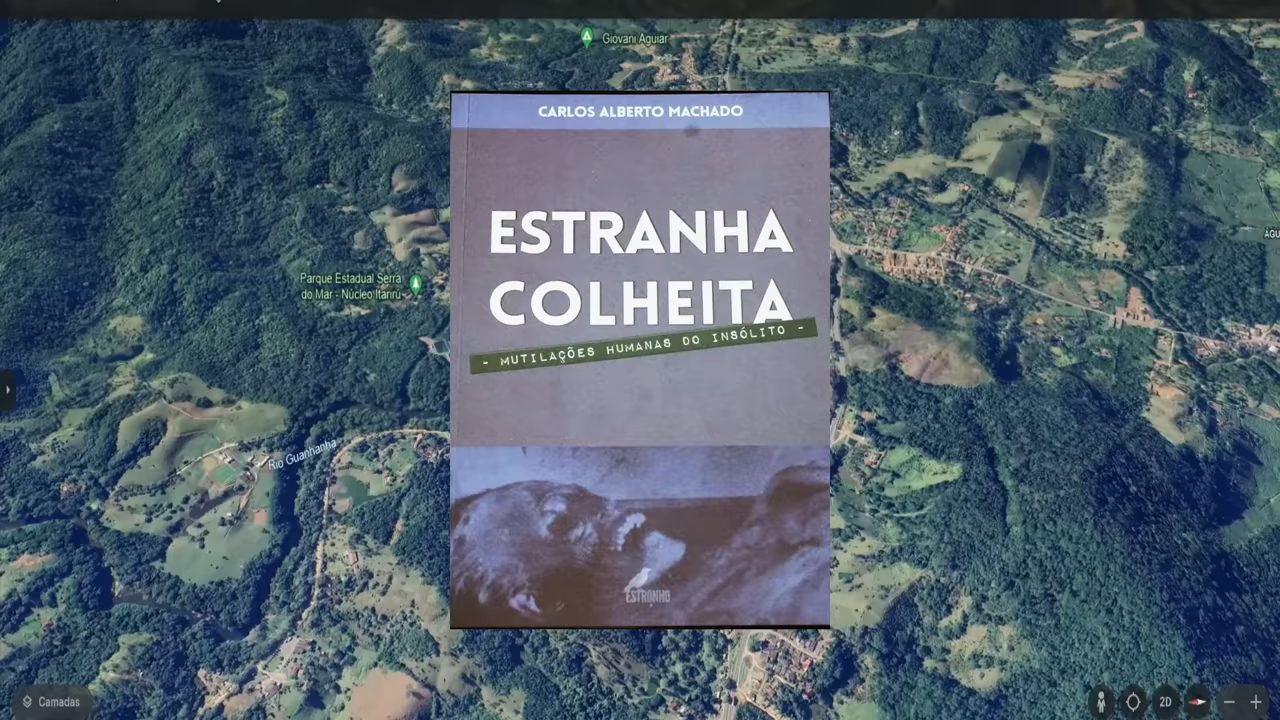 Giovani Aguiar
CARLOS ALBERTO MACHADO
ESTRANHA
COLHEITA
- MUTILAÇÕES HUMANAS DO INSÓLITO -
Parque Estadual Serra
do Mar - Núcleo Itarirú
Rio Guanhanha
ESTRONHO
Camadas
2D